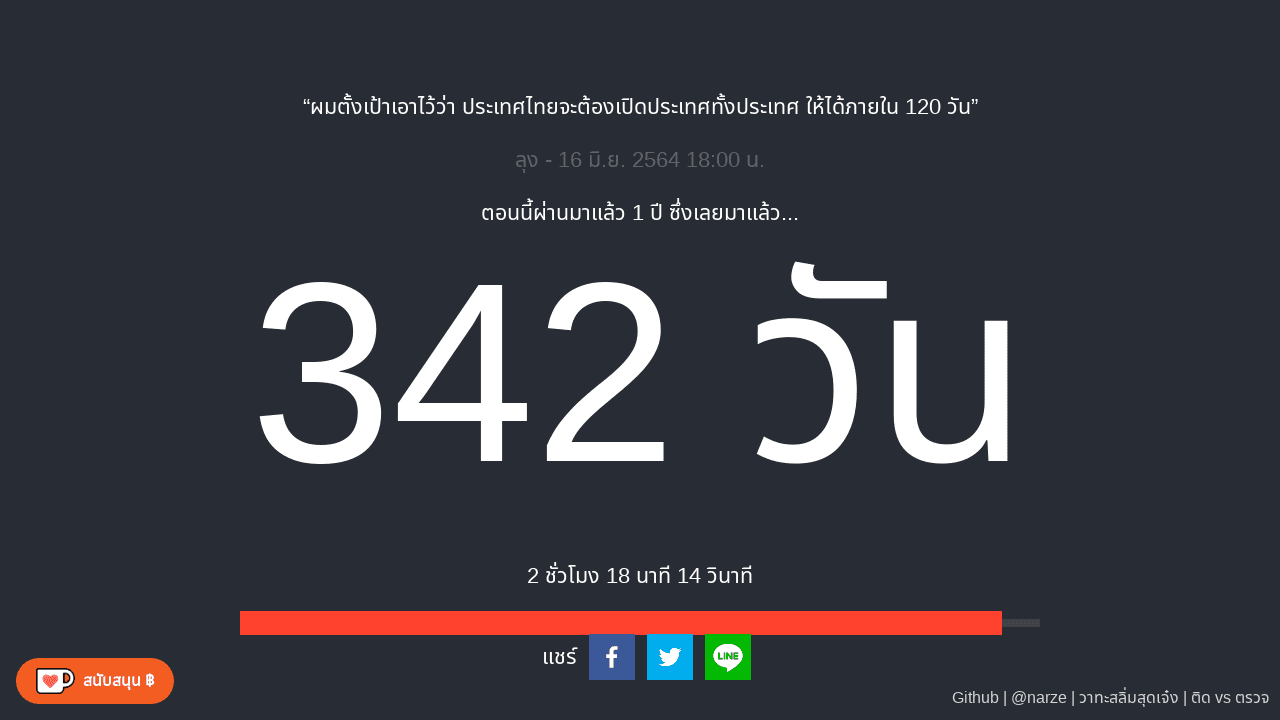 “ผมตั้งเป้าเอาไว้ว่า ประเทศไทยจะต้องเปิดประเทศทั้งประเทศ ให้ได้ภายใน 120 วัน”
ลุง - 16 มิ.ย. 2564 18:00 น.
ตอนนี้ผ่านมาแล้ว 1 ปี ซึ่งเลยมาแล้ว...
342 วัน
2 ชั่วโมง 18 นาที 14 วินาที
แชร์ LINE
สนับสนุน ฿
Github | @narze | วาทะสลิ่มสุดเจ๋ง | ติด vs ตรวจ